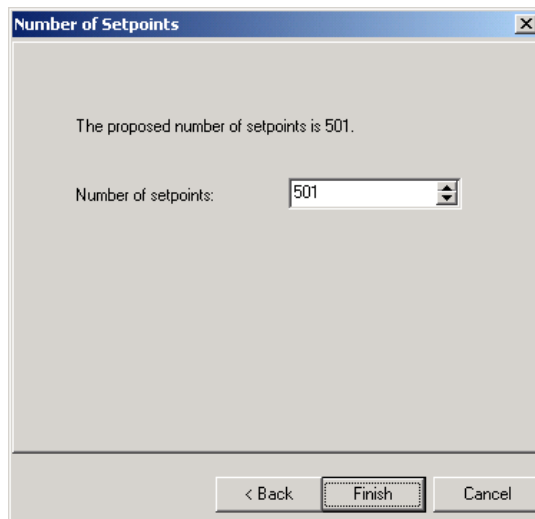 Number of Setpoints
The proposed number of setpoints is 501.
Number of setpoints: 501
< Back Finish Cancel